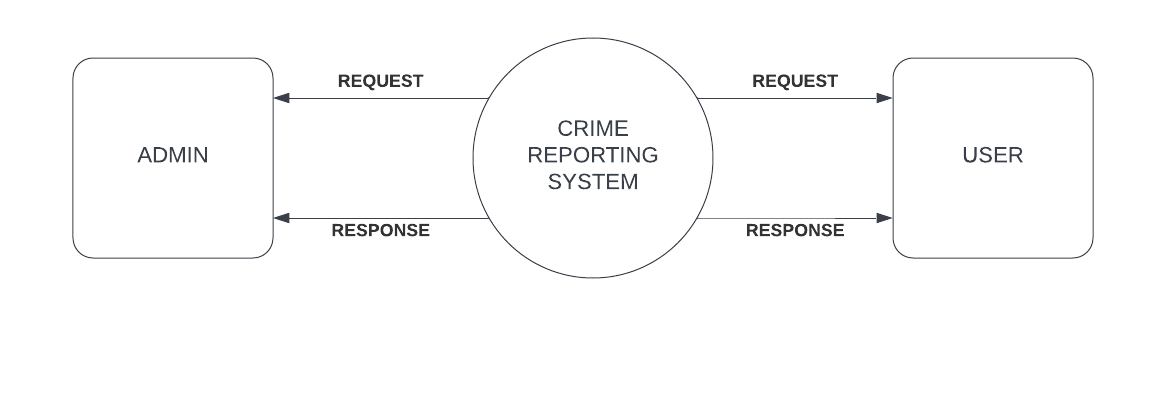 REQUEST
REQUEST
ADMIN
CRIME
REPORTING
SYSTEM
USER
RESPONSE
RESPONSE